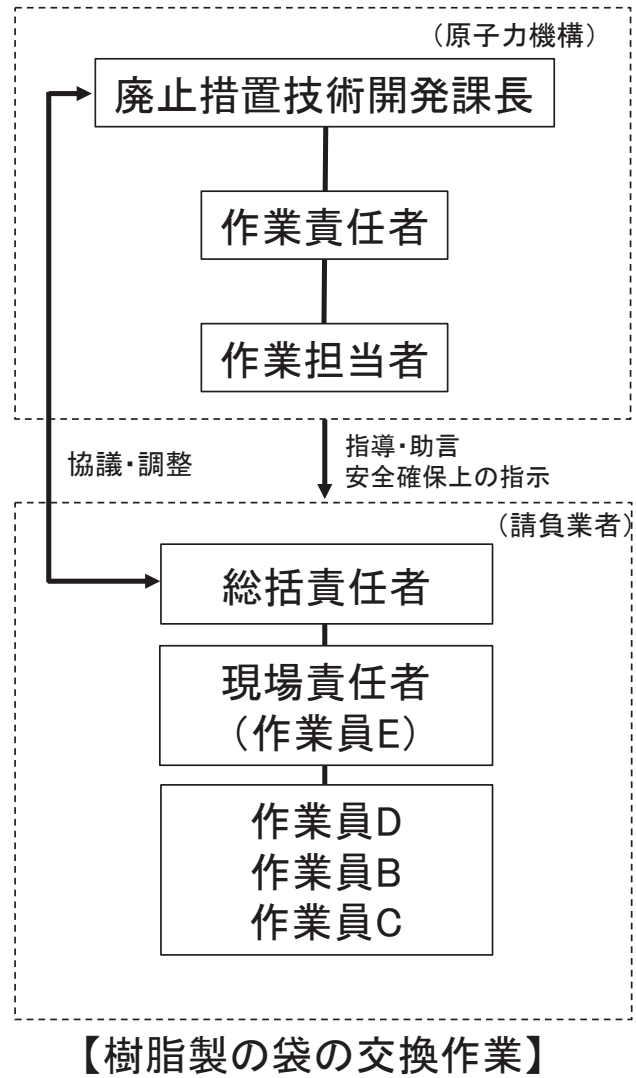 （原子力機構）
廃止措置技術開発課長
作業責任者
作業担当者
協議・調整
指導・助言
安全確保上の指示
（請負業者）
総括責任者
現場責任者
（作業員E）
作業員D
作業員B
作業員C
【樹脂製の袋の交換作業】